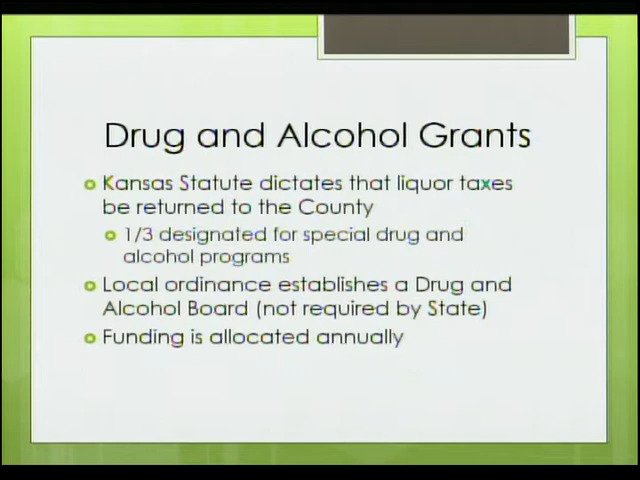 Drug and Alcohol Grants
Kansas Statute dictates that liquor taxes
be returned to the County
1/3 designated for special drug and
alcohol programs
Local ordinance establishes a Drug and
Alcohol Board (not required by State)
Funding is allocated annually